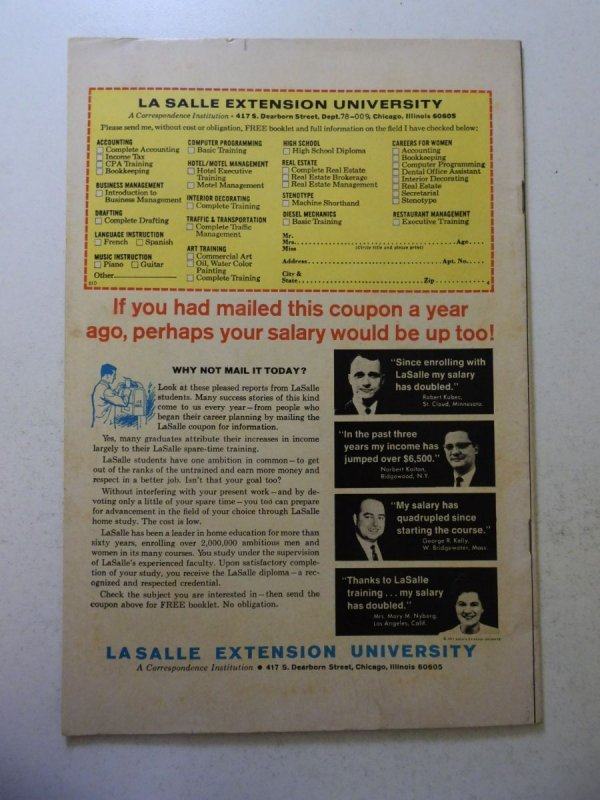 LA SALLE EXTENSION UNIVERSITY
A Correspondence Institution • 417 S. Dearborn Street, Dept. 78-009, Chicago, Illinois 60605
Please send me, without cost or obligation, FREE booklet and full information on the field I have checked below:
ACCOUNTING
Complete Accounting
Income Tax
CPA Training
Bookkeeping
BUSINESS MANAGEMENT
Introduction to
Business Management
DRAFTING
Complete Drafting
LANGUAGE INSTRUCTION
French Spanish
MUSIC INSTRUCTION
Piano Guitar
Other
COMPUTER PROGRAMMING
Basic Training
HOTEL/MOTEL MANAGEMENT
Hotel Executive
Training
Motel Management
INTERIOR DECORATING
Complete Training
TRAFFIC & TRANSPORTATION
Complete Traffic
Management
ART TRAINING
Commercial Art
Oil, Water Color
Painting
Complete Training
HIGH SCHOOL
High School Diploma
REAL ESTATE
Complete Real Estate
Real Estate Brokerage
Real Estate Management
STENOTYPE
Machine Shorthand
DIESEL MECHANICS
Basic Training
CAREERS FOR WOMEN
Accounting
Bookkeeping
Computer Programming
Dental Office Assistant
Interior Decorating
Real Estate
Secretarial
Stenotype
RESTAURANT MANAGEMENT
Executive Training
Mr.
Mrs. Age
Miss (Circle title and please print)
Address Apt. No.
City &
State Zip
If you had mailed this coupon a year
ago, perhaps your salary would be up too!
WHY NOT MAIL IT TODAY?
Look at these pleased reports from LaSalle
students. Many success stories of this kind
come to us every year—from people who
began their career planning by mailing the
LaSalle coupon for information.
Yes, many graduates attribute their increases in income
largely to their LaSalle spare-time training.
LaSalle students have one ambition in common—to get
out of the ranks of the untrained and earn more money and
respect in a better job. Isn't that your goal too?
Without interfering with your present work—and by de-
voting only a little of your spare time—you too can prepare
for advancement in the field of your choice through LaSalle
home study. The cost is low.
LaSalle has been a leader in home education for more than
sixty years, enrolling over 2,000,000 ambitious men and
women in its many courses. You study under the supervision
of LaSalle's experienced faculty. Upon satisfactory comple-
tion of your study, you receive the LaSalle diploma—a rec-
ognized and respected credential.
Check the subject you are interested in—then send the
coupon above for FREE booklet. No obligation.
"Since enrolling with
LaSalle my salary
has doubled."
Robert Kubec,
St. Cloud, Minnesota.
"In the past three
years my income has
jumped over $6,500."
Norbert Kaitan,
Ridgewood, N.Y.
"My salary has
quadrupled since
starting the course."
George R. Kelly,
W. Bridgewater, Mass.
"Thanks to LaSalle
training . . . my salary
has doubled."
Mrs. Mary M. Nyberg,
Los Angeles, Calif.
LASALLE EXTENSION UNIVERSITY
A Correspondence Institution • 417 S. Dearborn Street, Chicago, Illinois 60605